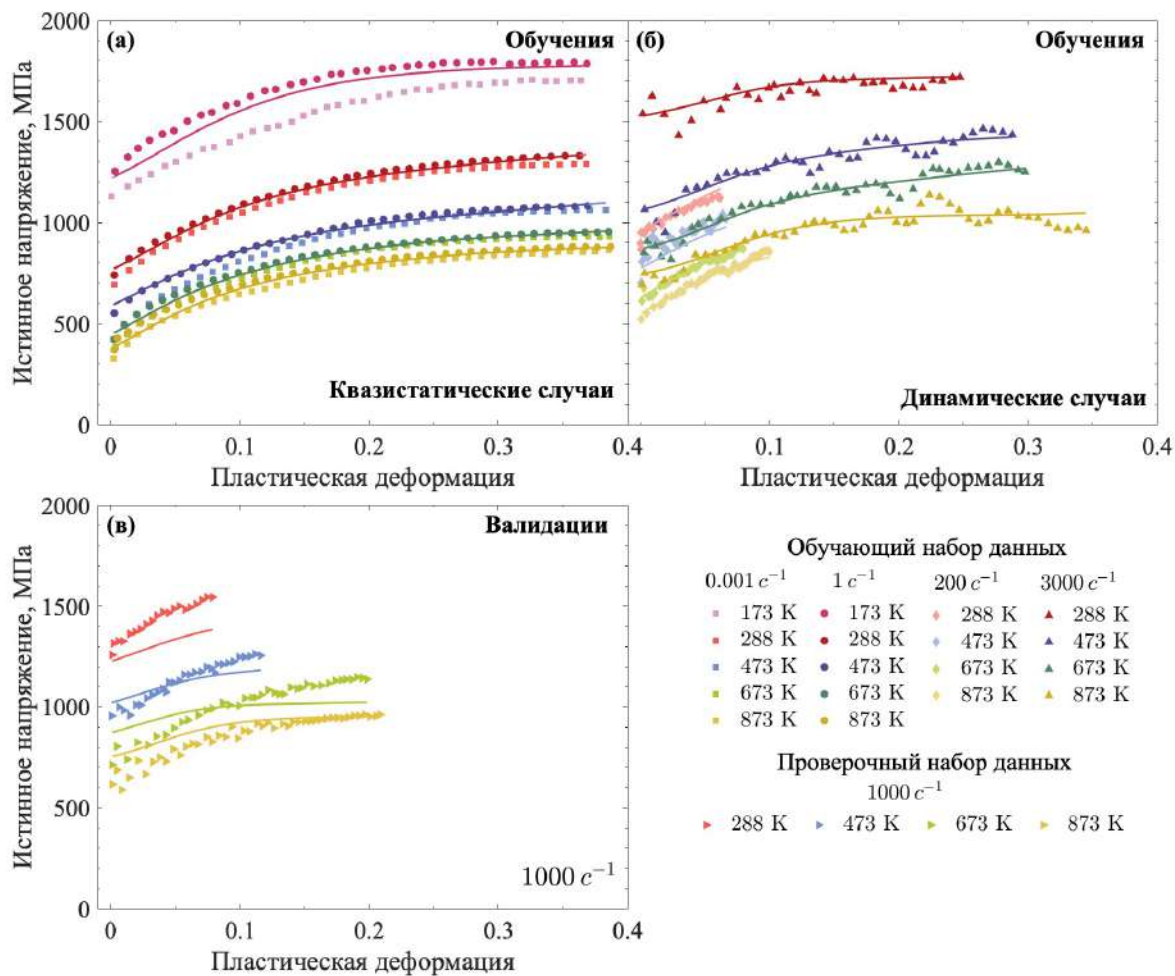 (а) Обучения
(б) Обучения
2000
1500
1000
500
0
Истинное напряжение, МПа
Квазистатические случаи
Динамические случаи
0 0.1 0.2 0.3 0.4
0.1 0.2 0.3 0.4
Пластическая деформация
Пластическая деформация
(в) Валидации
2000
1500
1000
500
0
Истинное напряжение, МПа
1000 c⁻¹
0 0.1 0.2 0.3 0.4
Пластическая деформация
Обучающий набор данных
0.001 c⁻¹ 1 c⁻¹ 200 c⁻¹ 3000 c⁻¹
173 K 173 K 288 K 288 K
288 K 288 K 473 K 473 K
473 K 473 K 673 K 673 K
673 K 673 K 873 K 873 K
873 K 873 K
Проверочный набор данных
1000 c⁻¹
288 K 473 K 673 K 873 K